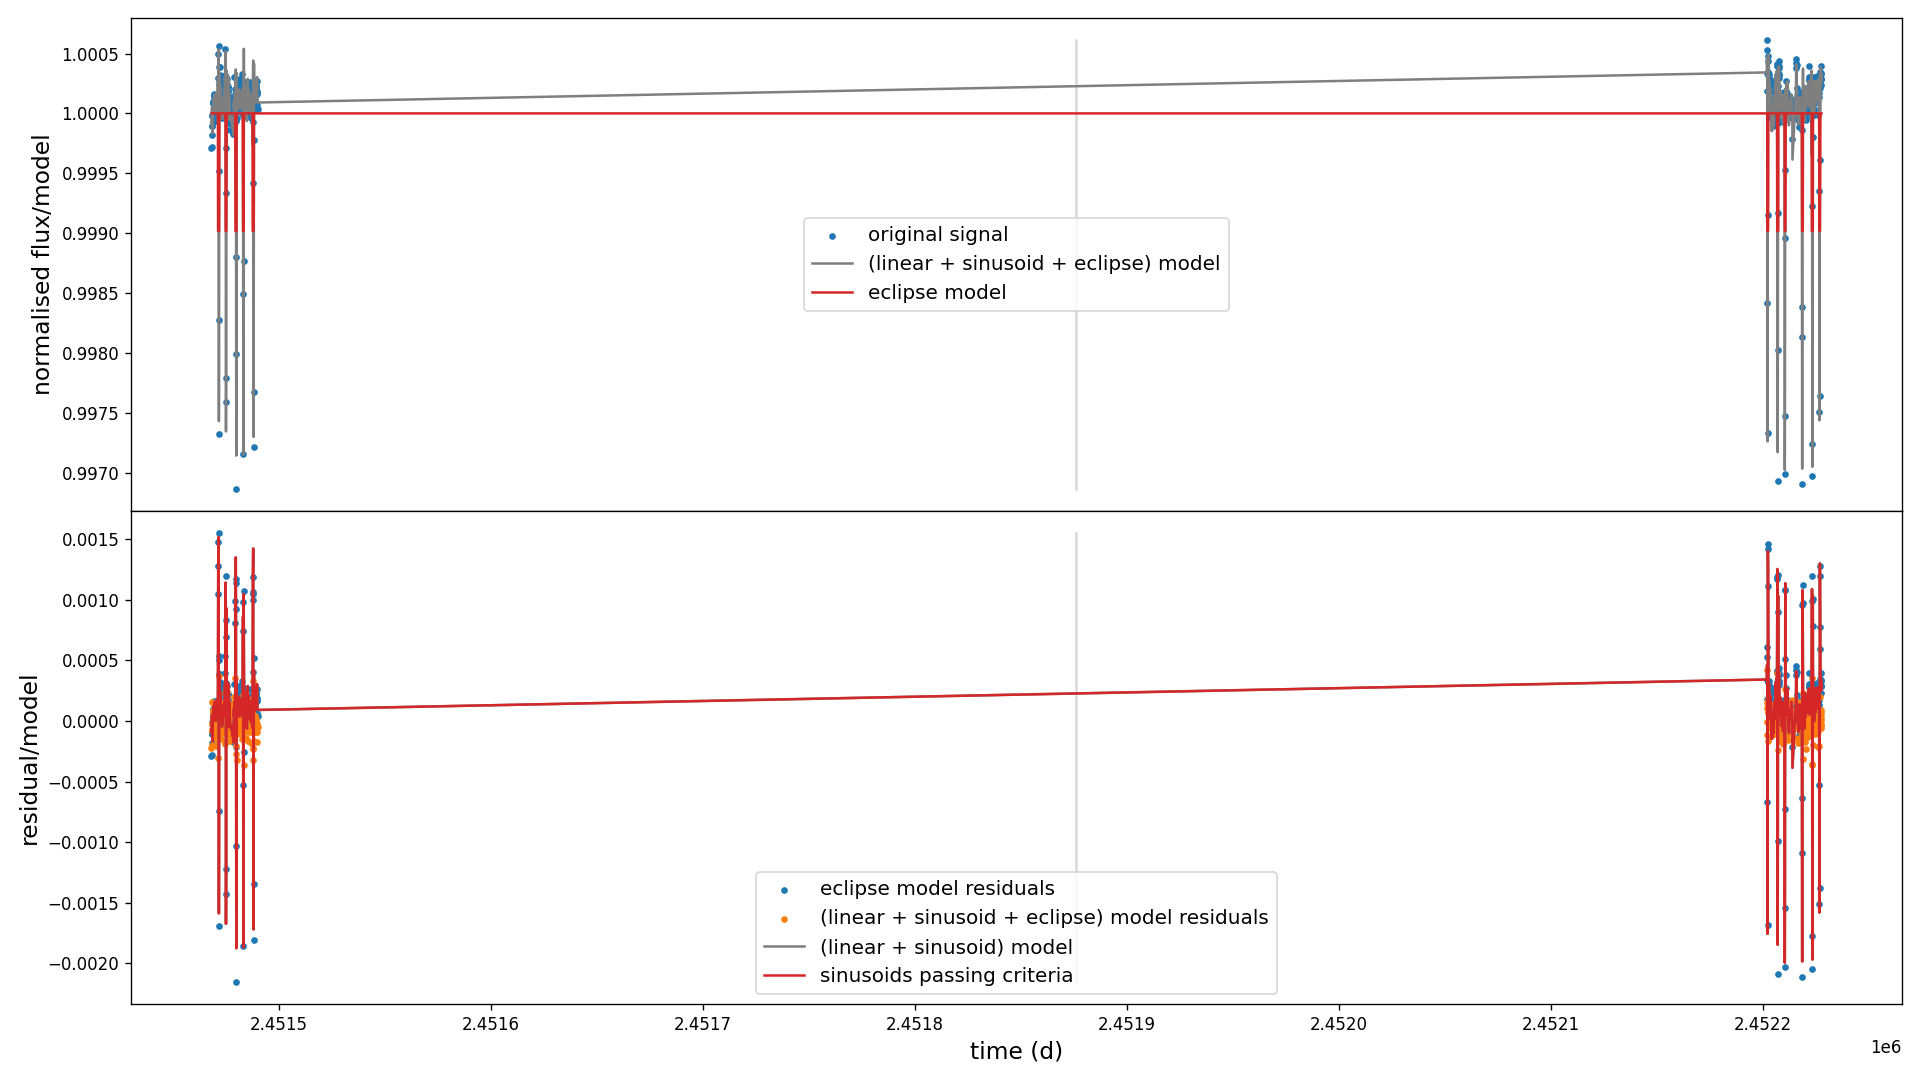 1.0005
1.0000
0.9995
0.9990
0.9985
0.9980
0.9975
0.9970
normalised flux/model
original signal
(linear + sinusoid + eclipse) model
eclipse model
0.0015
0.0010
0.0005
0.0000
−0.0005
−0.0010
−0.0015
−0.0020
residual/model
eclipse model residuals
(linear + sinusoid + eclipse) model residuals
(linear + sinusoid) model
sinusoids passing criteria
2.4515 2.4516 2.4517 2.4518 2.4519 2.4520 2.4521 2.4522
1e6
time (d)